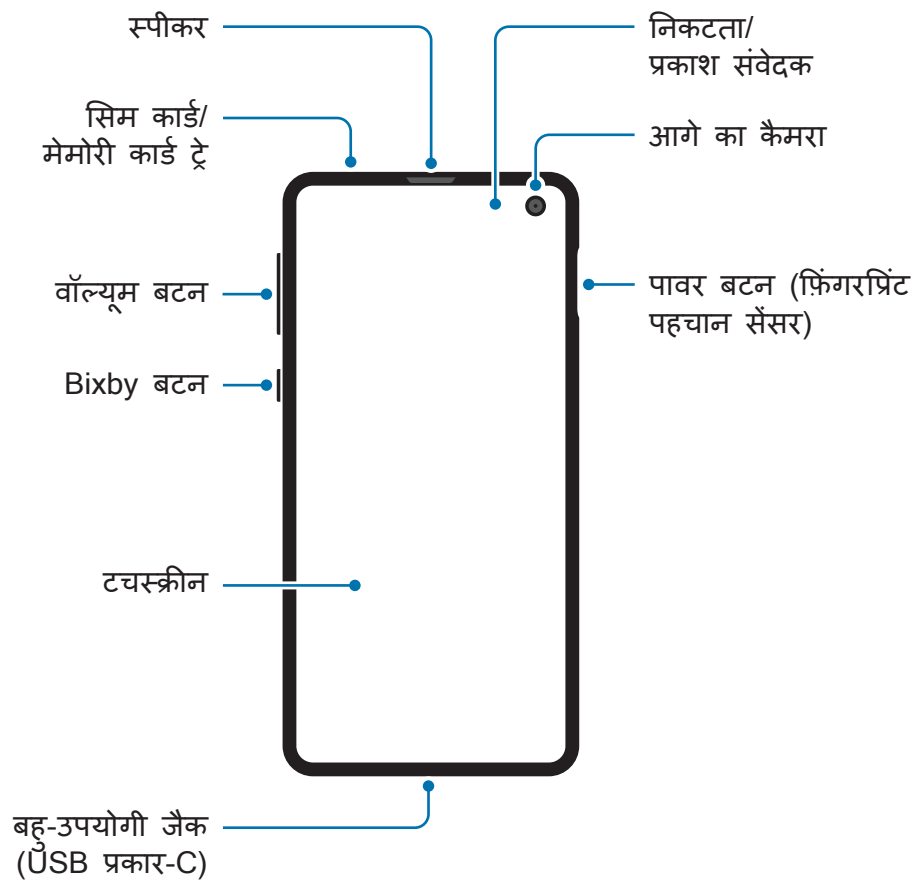 स्पीकर
सिम कार्ड/
मेमोरी कार्ड ट्रे
वॉल्यूम बटन
Bixby बटन
टचस्क्रीन
बहु-उपयोगी जैक
(USB प्रकार-C)
निकटता/
प्रकाश संवेदक
आगे का कैमरा
पावर बटन (फ़िंगरप्रिंट
पहचान सेंसर)